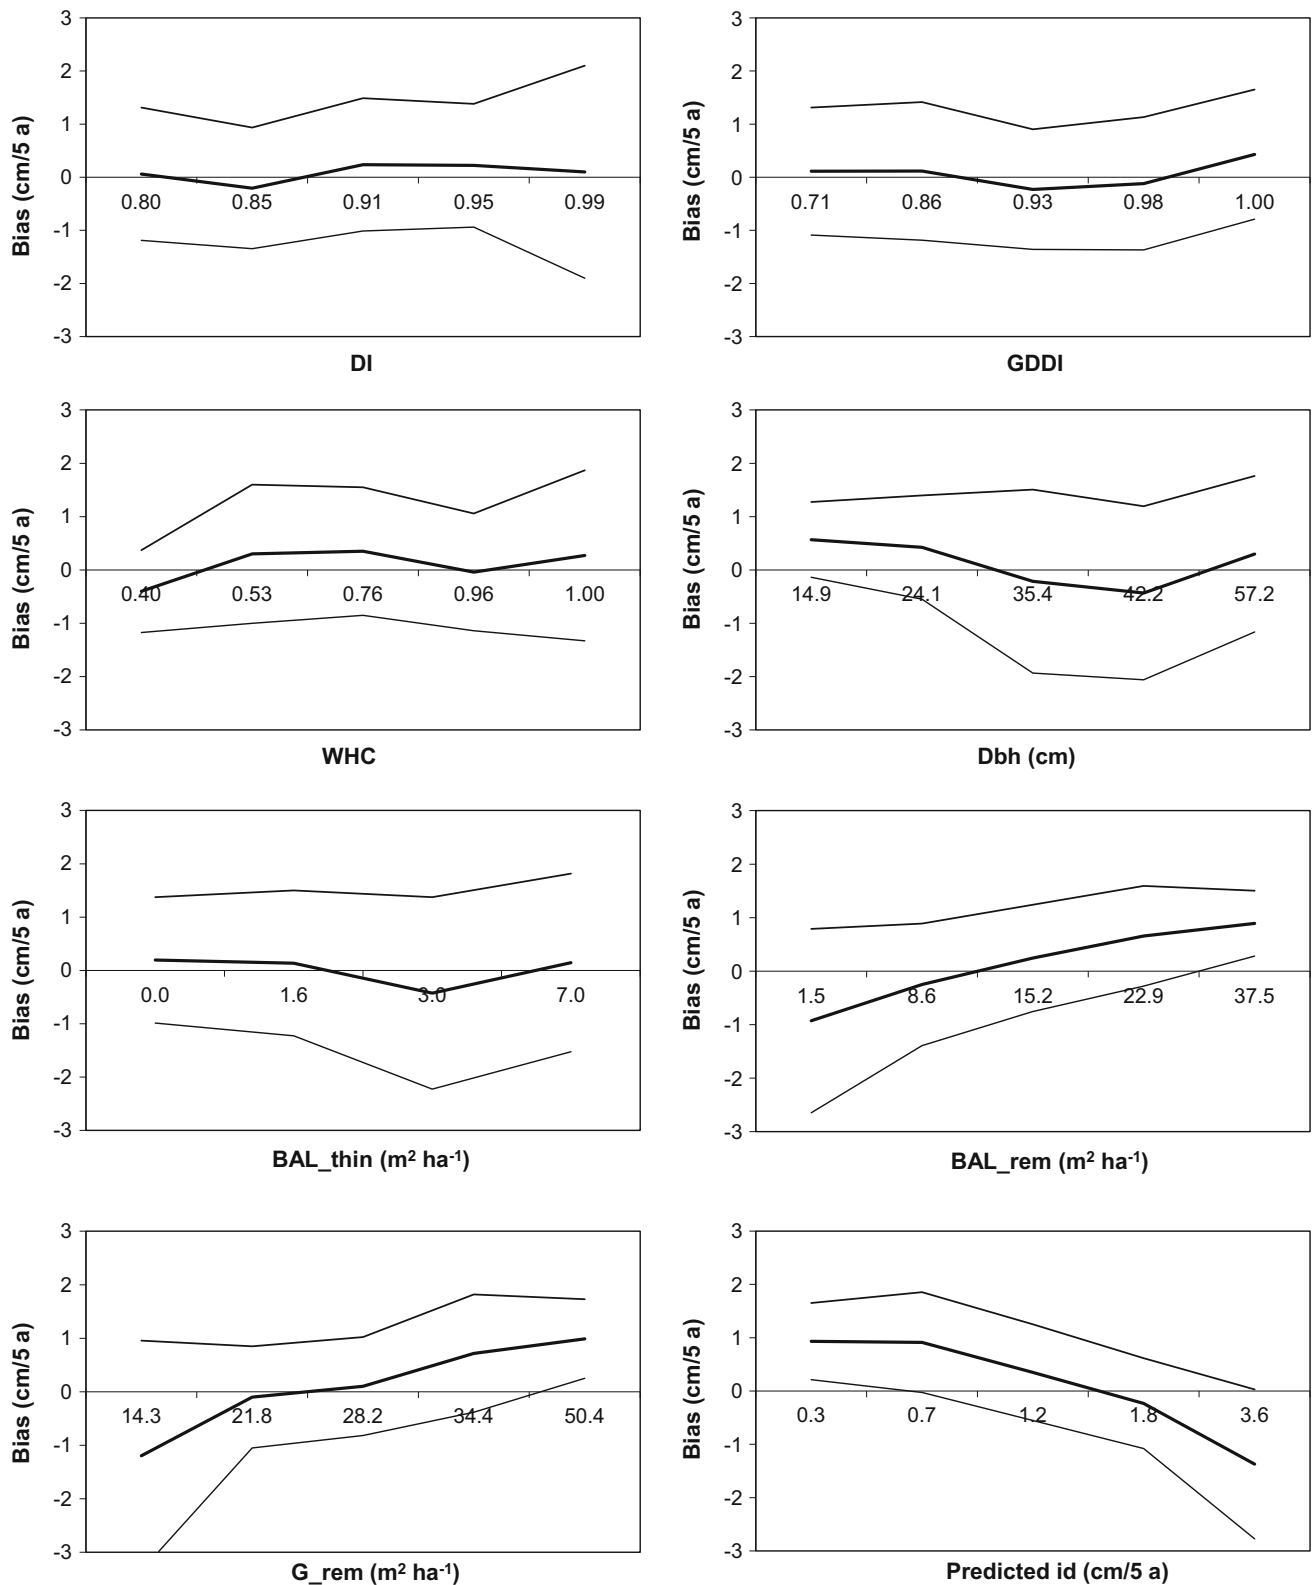 3
2
1
0
-1
-2
-3
Bias (cm/5 a)
0.80 0.85 0.91 0.95 0.99
DI
3
2
1
0
-1
-2
-3
Bias (cm/5 a)
0.71 0.86 0.93 0.98 1.00
GDDI
3
2
1
0
-1
-2
-3
Bias (cm/5 a)
0.40 0.53 0.76 0.96 1.00
WHC
3
2
1
0
-1
-2
-3
Bias (cm/5 a)
14.9 24.1 35.4 42.2 57.2
Dbh (cm)
3
2
1
0
-1
-2
-3
Bias (cm/5 a)
0.0 1.6 3.0 7.0
BAL_thin (m² ha⁻¹)
3
2
1
0
-1
-2
-3
Bias (cm/5 a)
1.5 8.6 15.2 22.9 37.5
BAL_rem (m² ha⁻¹)
3
2
1
0
-1
-2
-3
Bias (cm/5 a)
14.3 21.8 28.2 34.4 50.4
G_rem (m² ha⁻¹)
3
2
1
0
-1
-2
-3
Bias (cm/5 a)
0.3 0.7 1.2 1.8 3.6
Predicted id (cm/5 a)